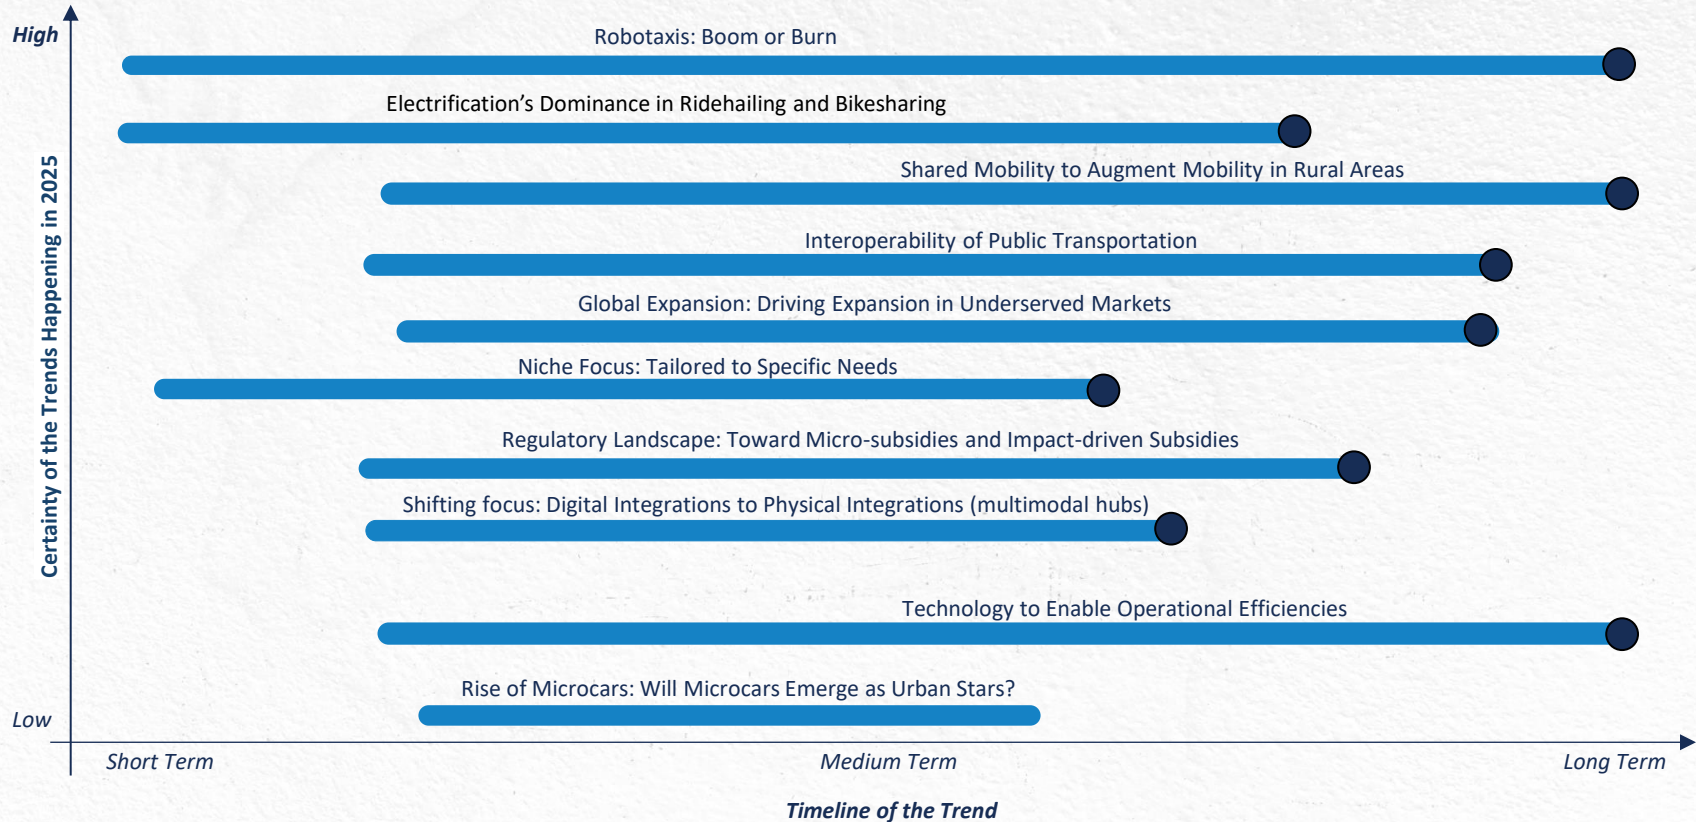 High
Robotaxis: Boom or Burn
Electrification’s Dominance in Ridehailing and Bikesharing
Shared Mobility to Augment Mobility in Rural Areas
Interoperability of Public Transportation
Global Expansion: Driving Expansion in Underserved Markets
Niche Focus: Tailored to Specific Needs
Regulatory Landscape: Toward Micro-subsidies and Impact-driven Subsidies
Shifting focus: Digital Integrations to Physical Integrations (multimodal hubs)
Technology to Enable Operational Efficiencies
Rise of Microcars: Will Microcars Emerge as Urban Stars?
Low
Certainty of the Trends Happening in 2025
Short Term
Medium Term
Long Term
Timeline of the Trend